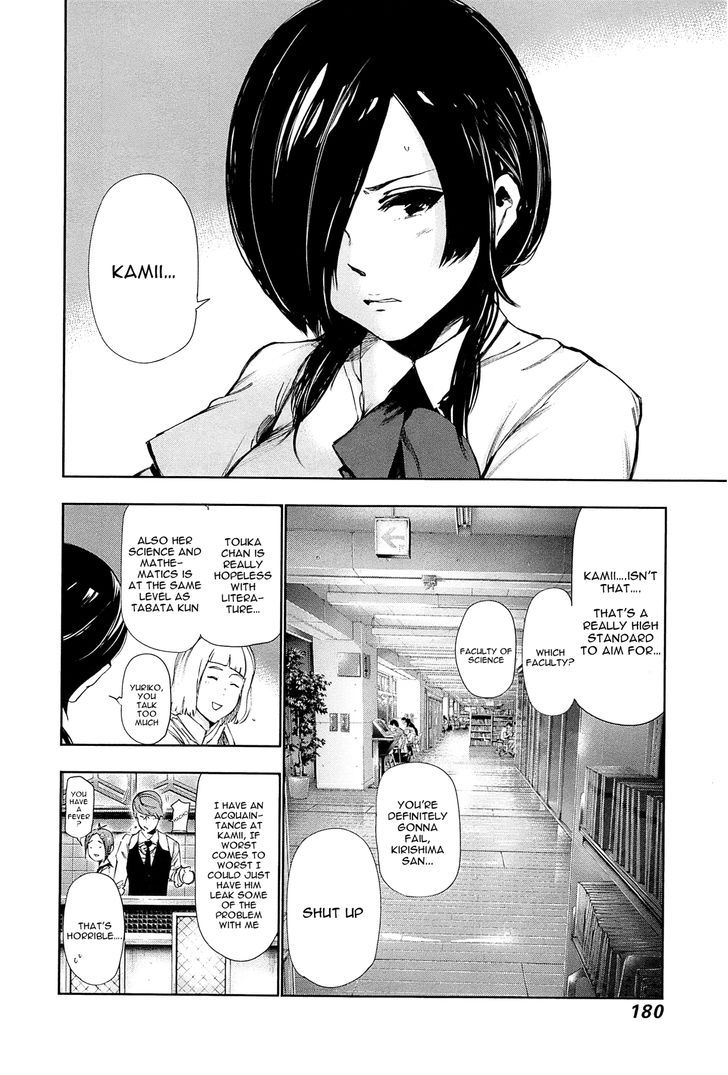 KAMII...
KAMII....ISN'T
THAT....
THAT'S A
REALLY HIGH
STANDARD
TO AIM FOR...
WHICH
FACULTY?
FACULTY OF
SCIENCE
YOU'RE
DEFINITELY
GONNA
FAIL,
KIRISHIMA
SAN...
SHUT UP
TOUKA
CHAN IS
REALLY
HOPELESS
WITH
LITERA-
TURE...
ALSO HER
SCIENCE AND
MATHE-
MATICS IS
AT THE SAME
LEVEL AS
TABATA KUN
YURIKO,
YOU
TALK
TOO
MUCH
I HAVE AN
ACQUAIN-
TANCE AT
KAMII, IF
WORST
COMES TO
WORST I
COULD JUST
HAVE HIM
LEAK SOME
OF THE
PROBLEM
WITH ME
YOU
HAVE
A
FEVER?
THAT'S
HORRIBLE....
180